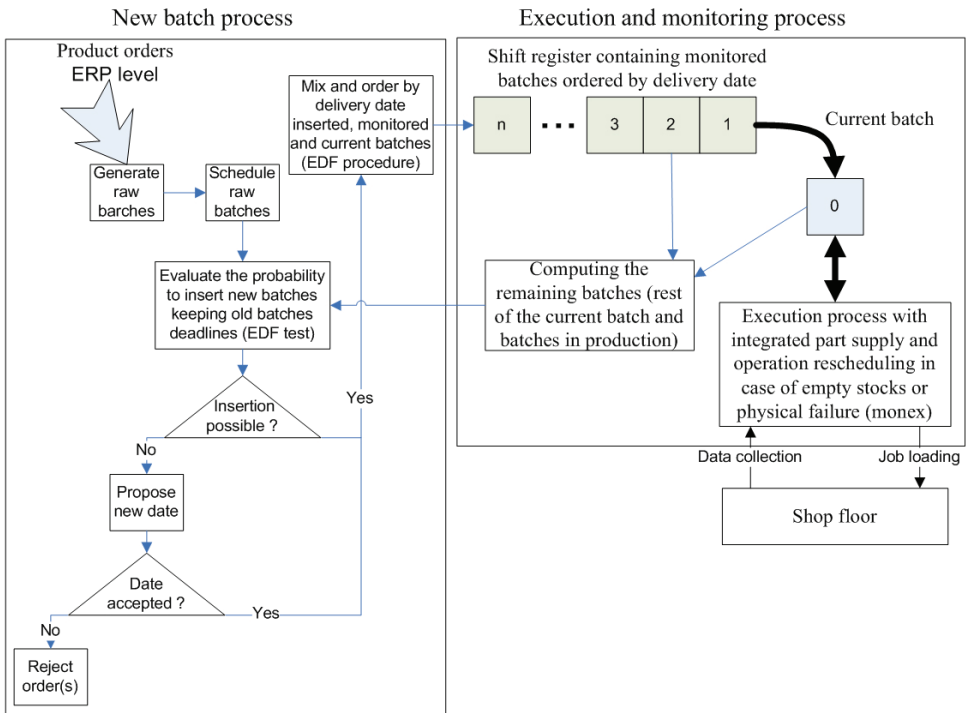 New batch process
Product orders
ERP level
Generate
raw
barches
Schedule
raw
batches
Mix and order by
delivery date
inserted, monitored
and current batches
(EDF procedure)
Evaluate the probability
to insert new batches
keeping old batches
deadlines (EDF test)
Insertion
possible ?
Yes
No
Propose
new date
Date
accepted ?
Yes
No
Reject
order(s)
Execution and monitoring process
Shift register containing monitored
batches ordered by delivery date
n
3
2
1
Current batch
0
Computing the
remaining batches (rest
of the current batch and
batches in production)
Execution process with
integrated part supply and
operation rescheduling in
case of empty stocks or
physical failure (monex)
Data collection
Job loading
Shop floor